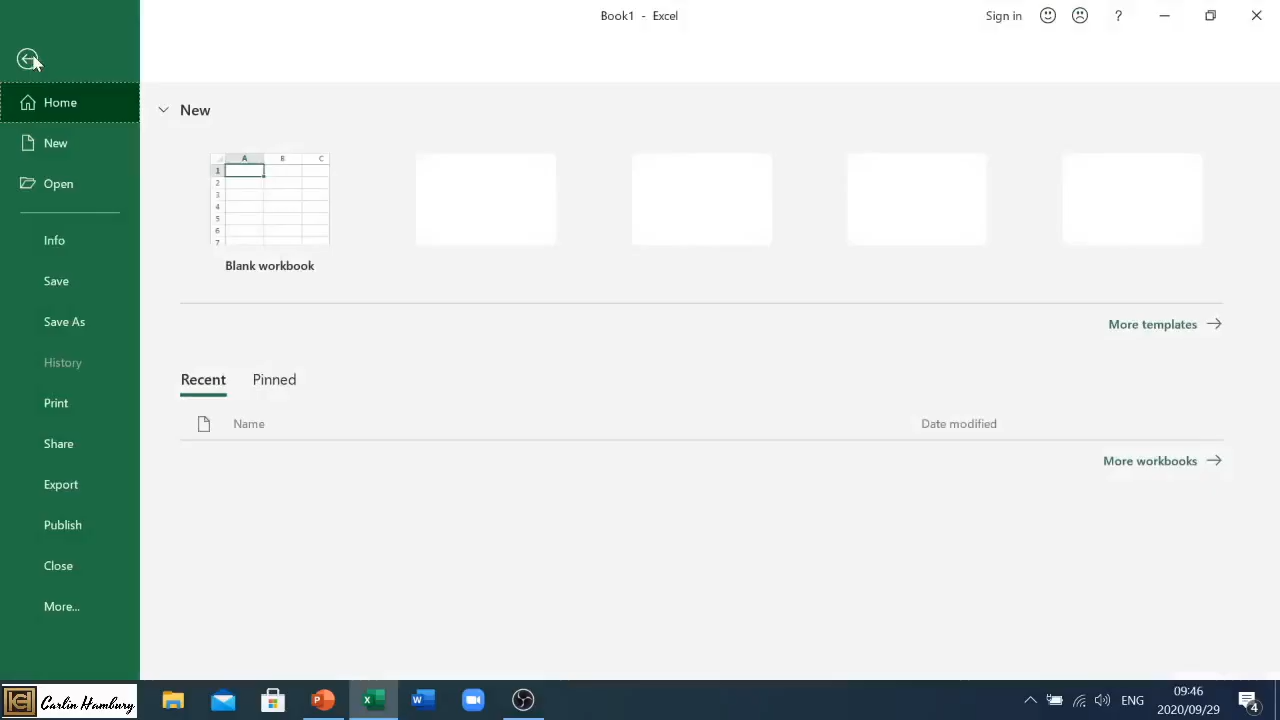 Book1 - Excel
Sign in
?
Home
New
Open
Info
Save
Save As
History
Print
Share
Export
Publish
Close
More...
New
A B C
1
2
3
4
5
6
7
Blank workbook
More templates
Recent Pinned
Name Date modified
More workbooks
Carlin Hambury
ENG
09:46
2020/09/29
4